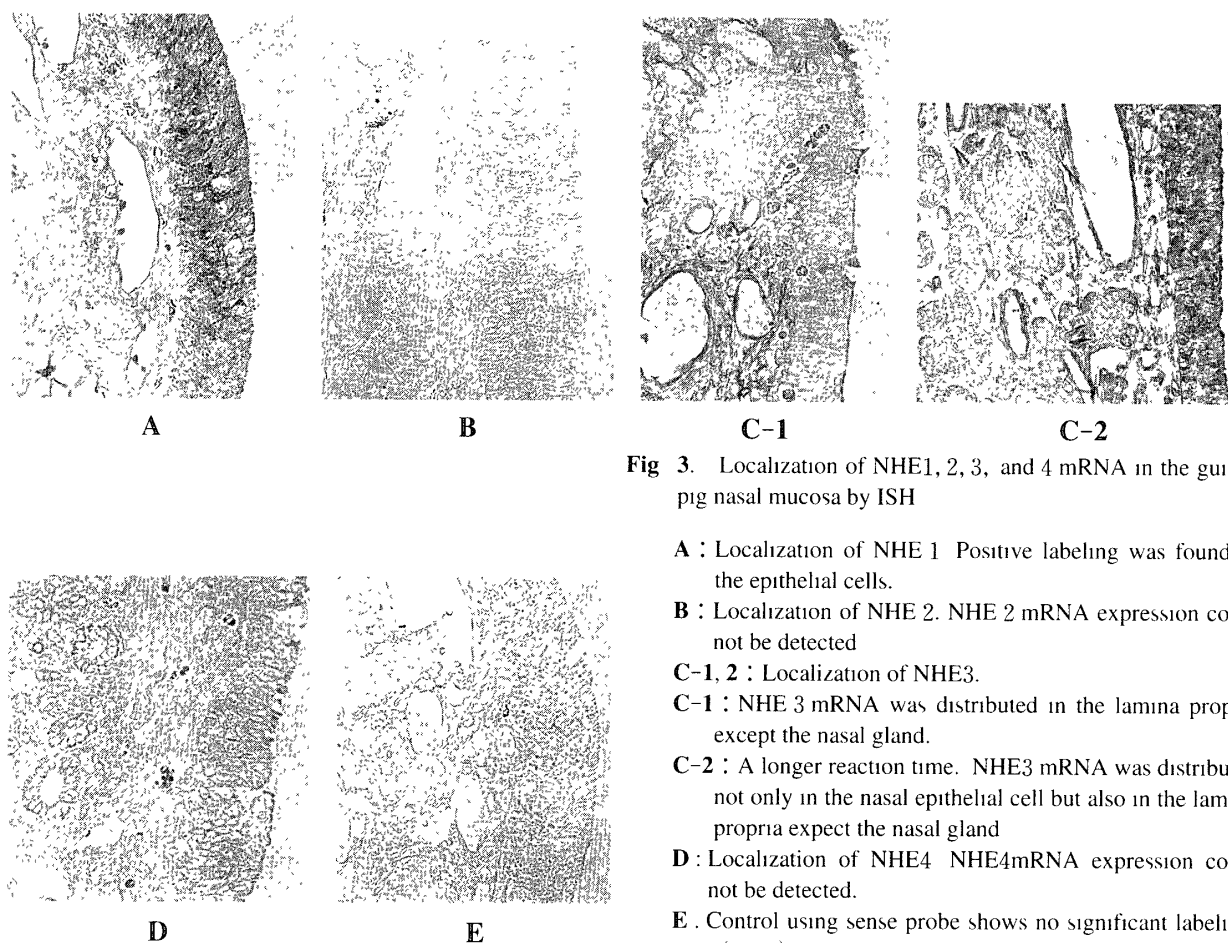 A
B
C-1
C-2
Fig 3. Localization of NHE1, 2, 3, and 4 mRNA in the gui
pig nasal mucosa by ISH
A : Localization of NHE 1 Positive labeling was found
the epithelial cells.
B : Localization of NHE 2. NHE 2 mRNA expression co
not be detected
C-1, 2 : Localization of NHE3.
C-1 : NHE 3 mRNA was distributed in the lamina prop
except the nasal gland.
C-2 : A longer reaction time. NHE3 mRNA was distribu
not only in the nasal epithelial cell but also in the lam
propria expect the nasal gland
D : Localization of NHE4 NHE4mRNA expression co
not be detected.
E . Control using sense probe shows no significant labeli
D
E